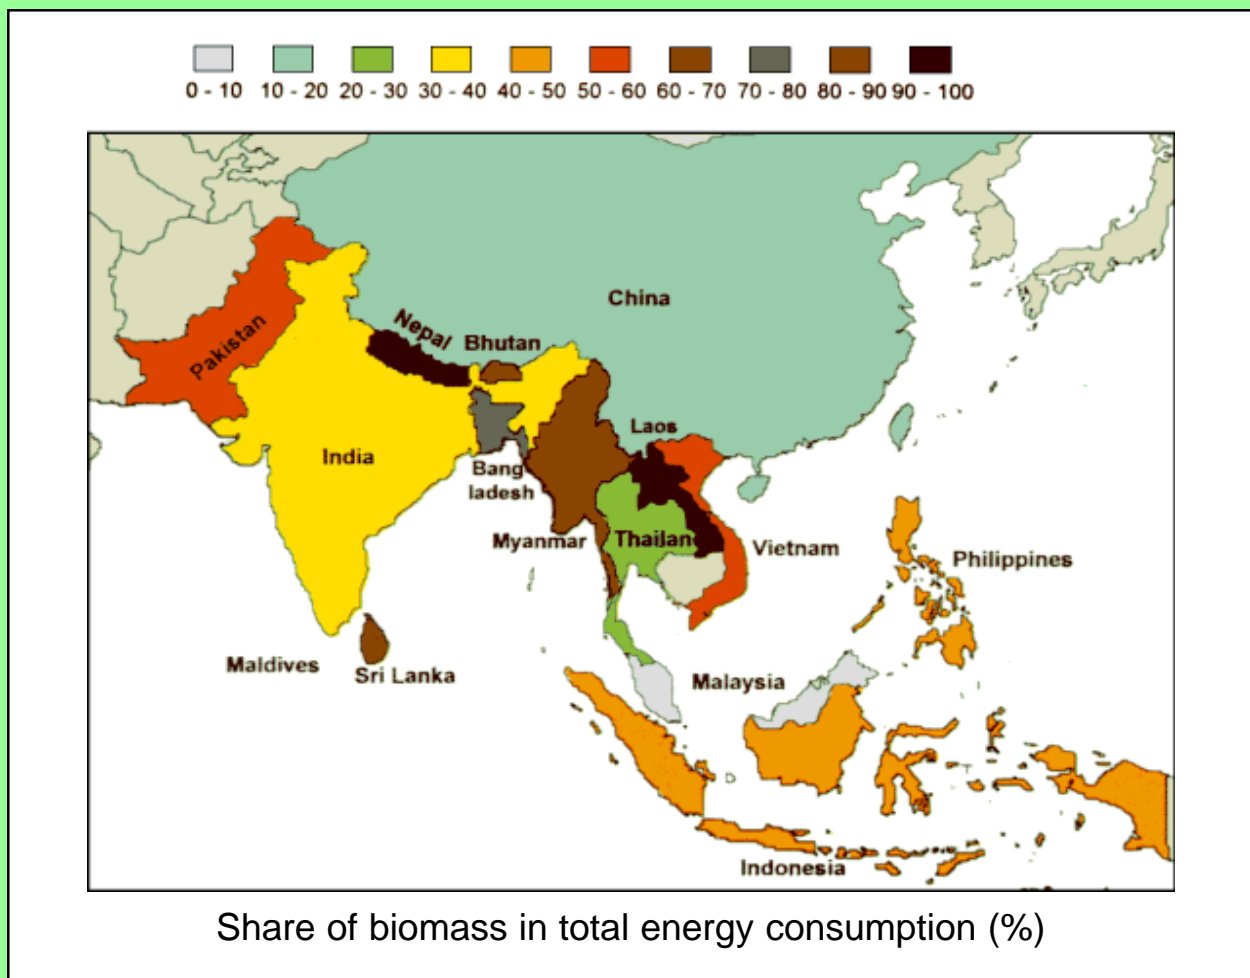 0 - 10 10 - 20 20 - 30 30 - 40 40 - 50 50 - 60 60 - 70 70 - 80 80 - 90 90 - 100
China
Nepal
Bhutan
Pakistan
Laos
India
Bang
ladesh
Myanmar
Thailan
Vietnam
Philippines
Maldives
Sri Lanka
Malaysia
Indonesia
Share of biomass in total energy consumption (%)